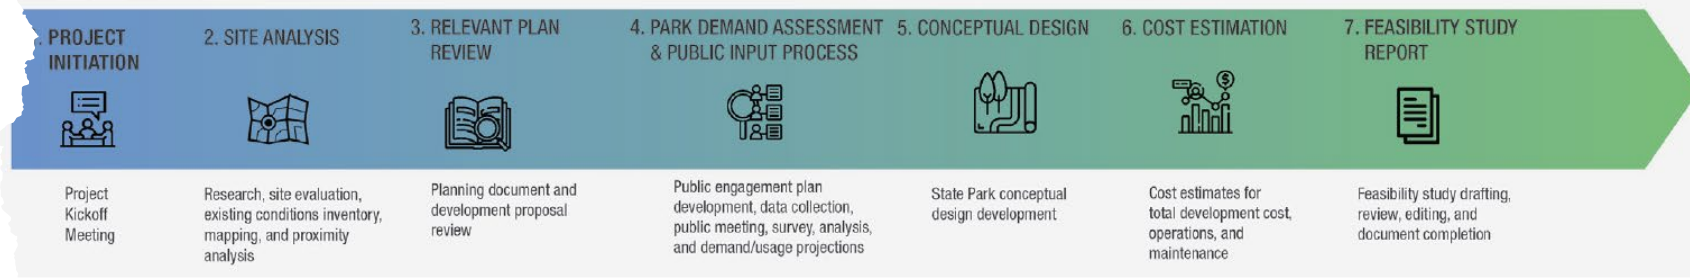 . PROJECT
INITIATION
2. SITE ANALYSIS
3. RELEVANT PLAN
REVIEW
4. PARK DEMAND ASSESSMENT
& PUBLIC INPUT PROCESS
5. CONCEPTUAL DESIGN
6. COST ESTIMATION
$
7. FEASIBILITY STUDY
REPORT
Project
Kickoff
Meeting
Research, site evaluation,
existing conditions inventory,
mapping, and proximity
analysis
Planning document and
development proposal
review
Public engagement plan
development, data collection,
public meeting, survey, analysis,
and demand/usage projections
State Park conceptual
design development
Cost estimates for
total development cost,
operations, and
maintenance
Feasibility study drafting,
review, editing, and
document completion